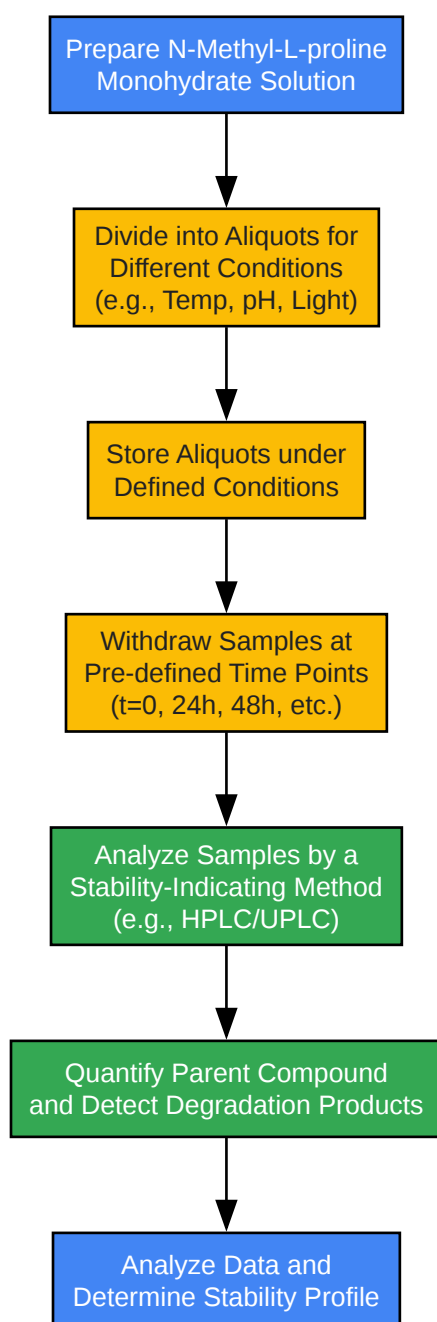 Prepare N-Methyl-L-proline
Monohydrate Solution
Divide into Aliquots for
Different Conditions
(e.g., Temp, pH, Light)
Store Aliquots under
Defined Conditions
Withdraw Samples at
Pre-defined Time Points
(t=0, 24h, 48h, etc.)
Analyze Samples by a
Stability-Indicating Method
(e.g., HPLC/UPLC)
Quantify Parent Compound
and Detect Degradation Products
Analyze Data and
Determine Stability Profile